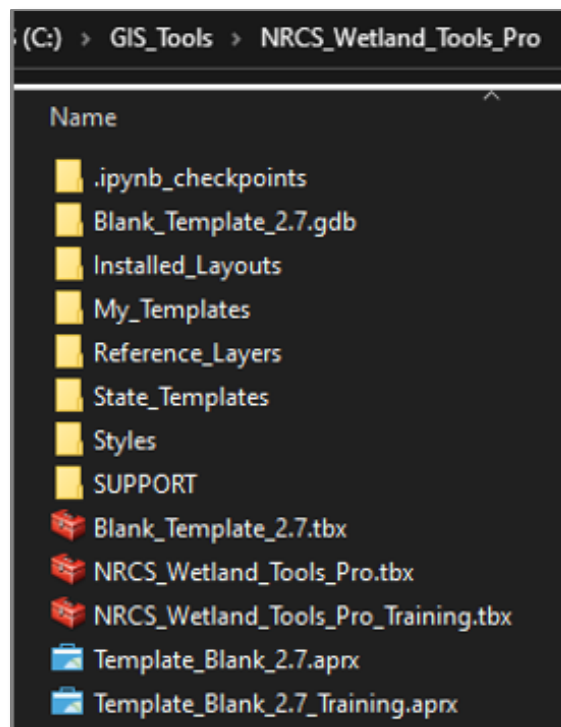 (C:) > GIS_Tools > NRCS_Wetland_Tools_Pro
Name
.ipynb_checkpoints
Blank_Template_2.7.gdb
Installed_Layouts
My_Templates
Reference_Layers
State_Templates
Styles
SUPPORT
Blank_Template_2.7.tbx
NRCS_Wetland_Tools_Pro.tbx
NRCS_Wetland_Tools_Pro_Training.tbx
Template_Blank_2.7.aprx
Template_Blank_2.7_Training.aprx